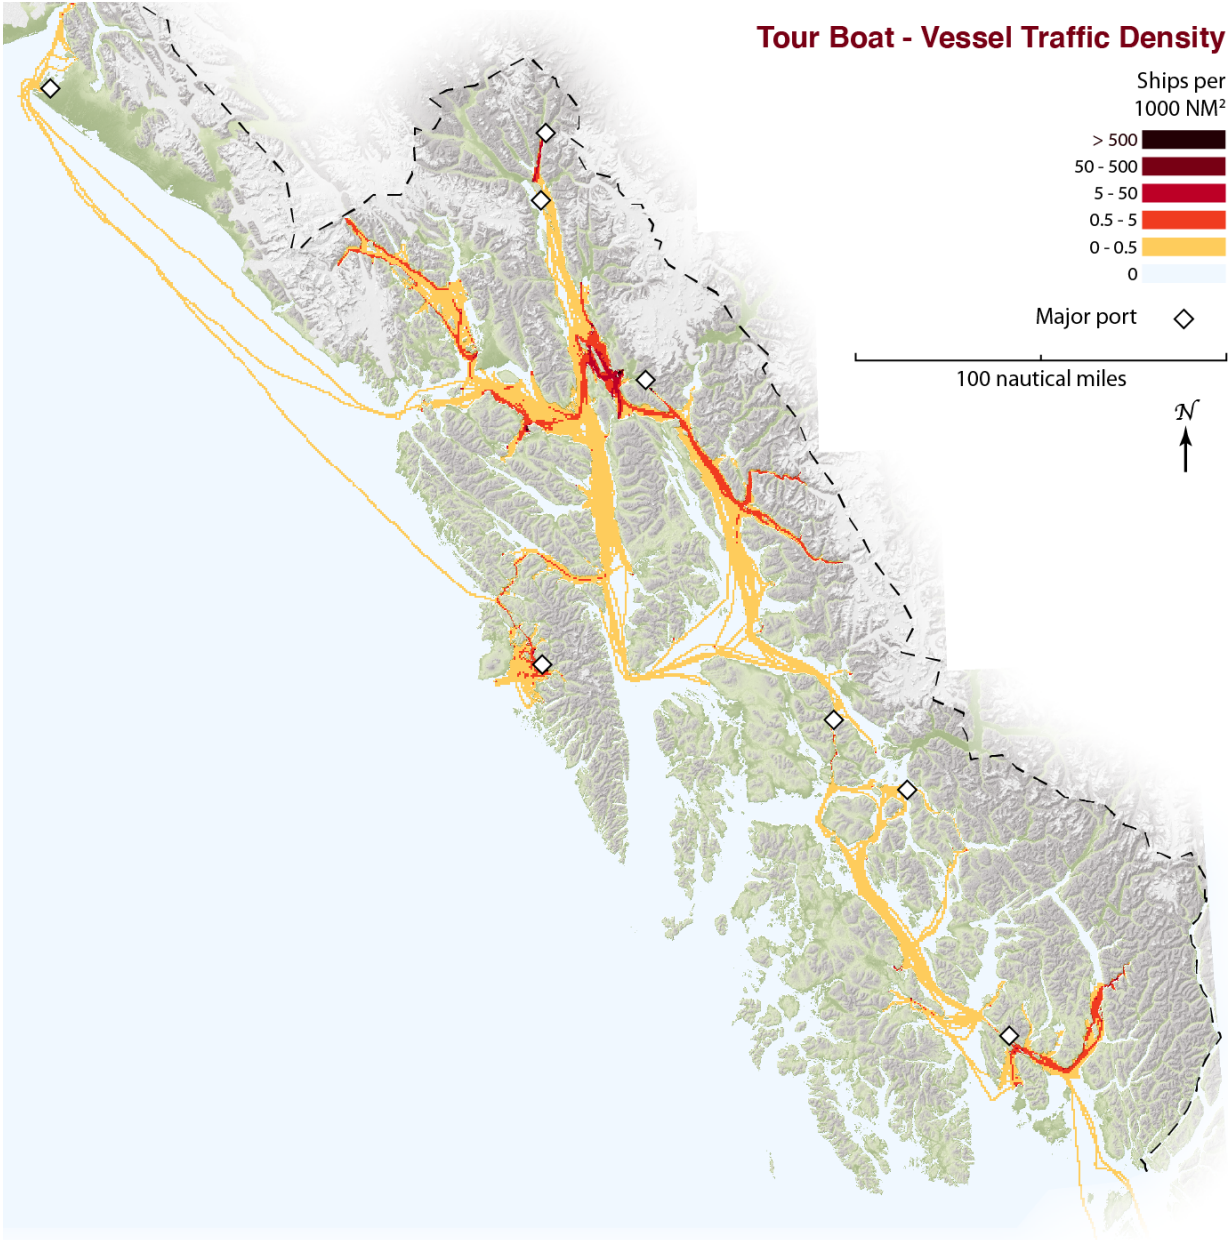 Tour Boat - Vessel Traffic Density
Ships per
1000 NM²
> 500
50 - 500
5 - 50
0.5 - 5
0 - 0.5
0
Major port
100 nautical miles
N